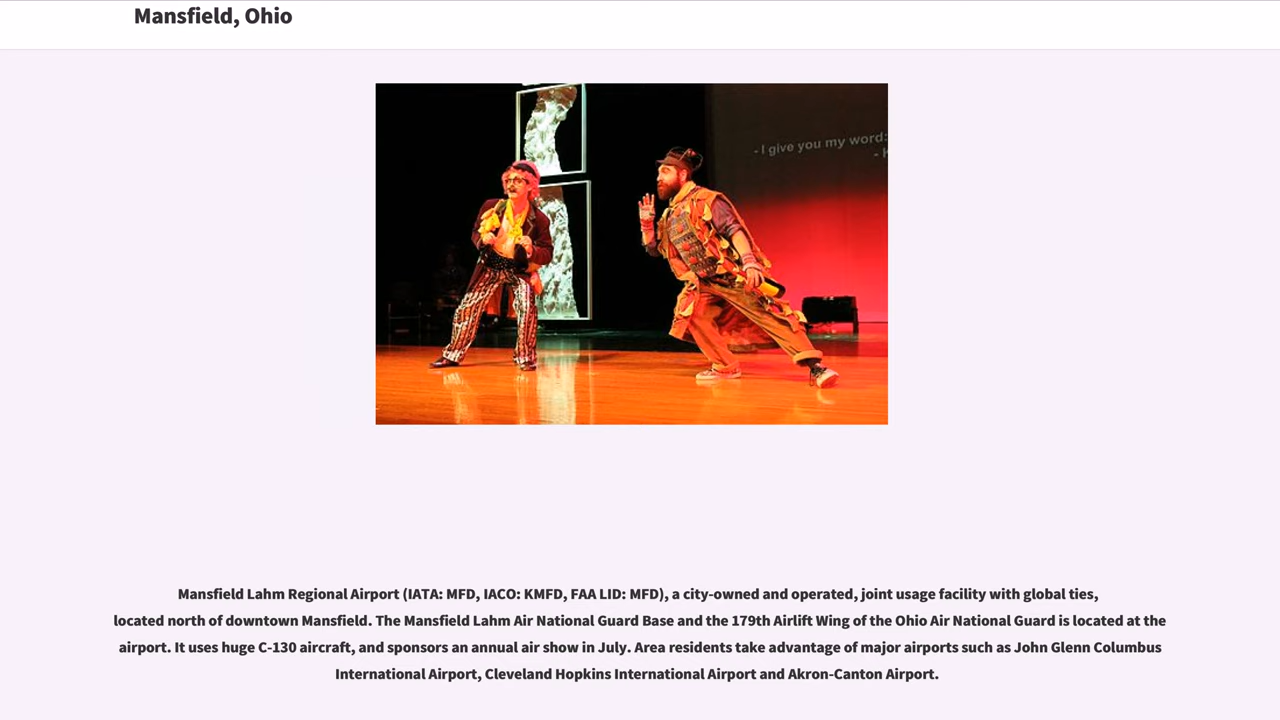 Mansfield, Ohio
- I give you my word:
Mansfield Lahm Regional Airport (IATA: MFD, IACO: KMFD, FAA LID: MFD), a city-owned and operated, joint usage facility with global ties,
located north of downtown Mansfield. The Mansfield Lahm Air National Guard Base and the 179th Airlift Wing of the Ohio Air National Guard is located at the
airport. It uses huge C-130 aircraft, and sponsors an annual air show in July. Area residents take advantage of major airports such as John Glenn Columbus
International Airport, Cleveland Hopkins International Airport and Akron-Canton Airport.